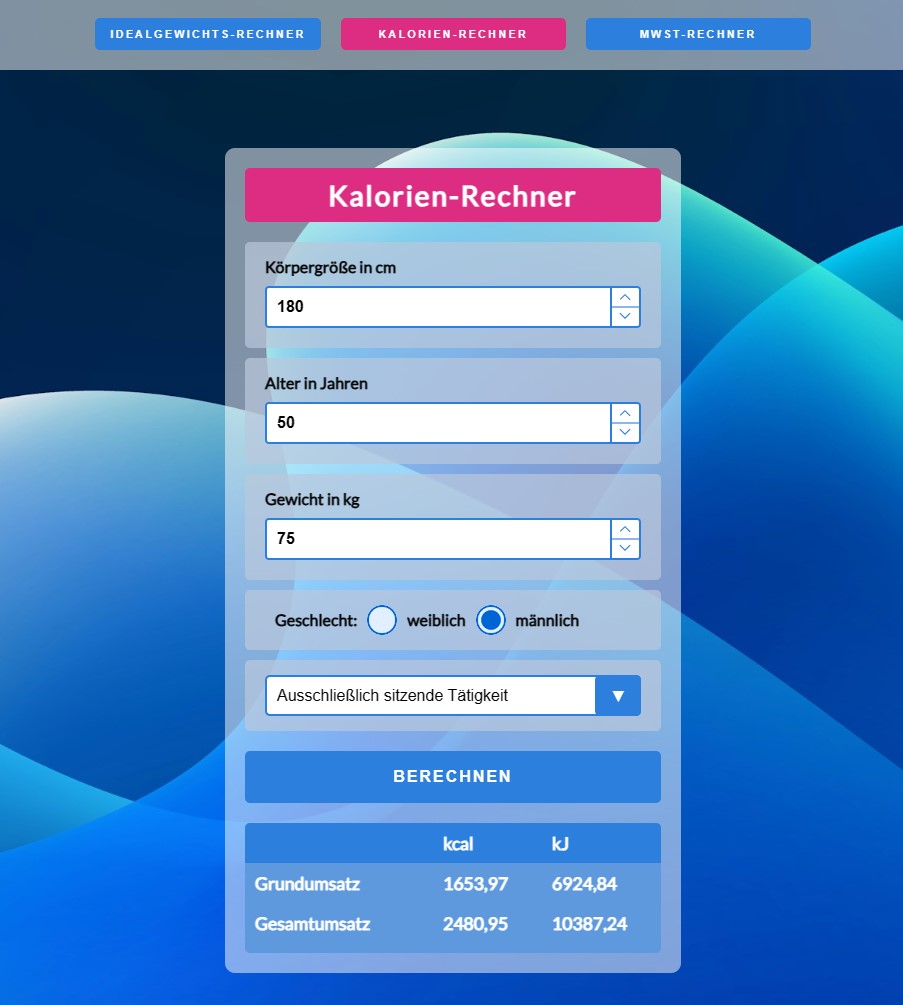 IDEALGEWICHTS-RECHNER KALORIEN-RECHNER MWST-RECHNER
Kalorien-Rechner
Körpergröße in cm
180
Alter in Jahren
50
Gewicht in kg
75
Geschlecht: weiblich männlich
Ausschließlich sitzende Tätigkeit
BERECHNEN
kcal kJ
Grundumsatz 1653,97 6924,84
Gesamtumsatz 2480,95 10387,24